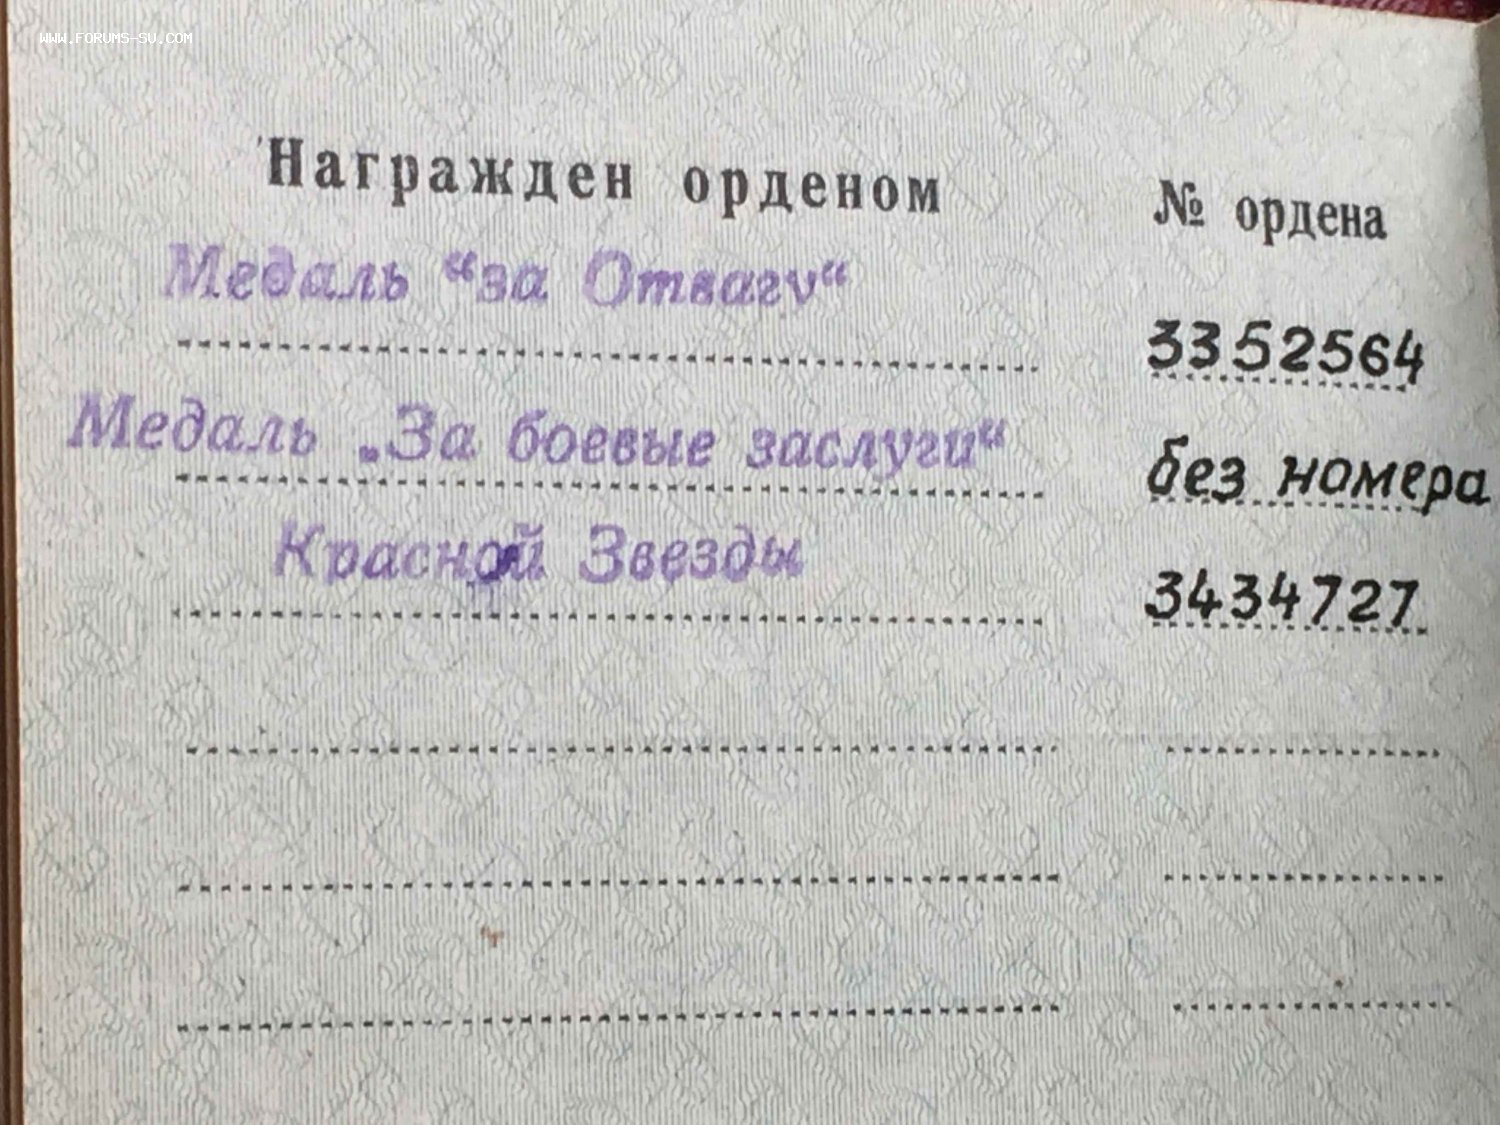 WWW.FORUMS-SU.COM
Награжден орденом № ордена
Медаль "за Отвагу“ 3352564
Медаль „За боевые заслуги“ без номера
Красной Звезды 3434727